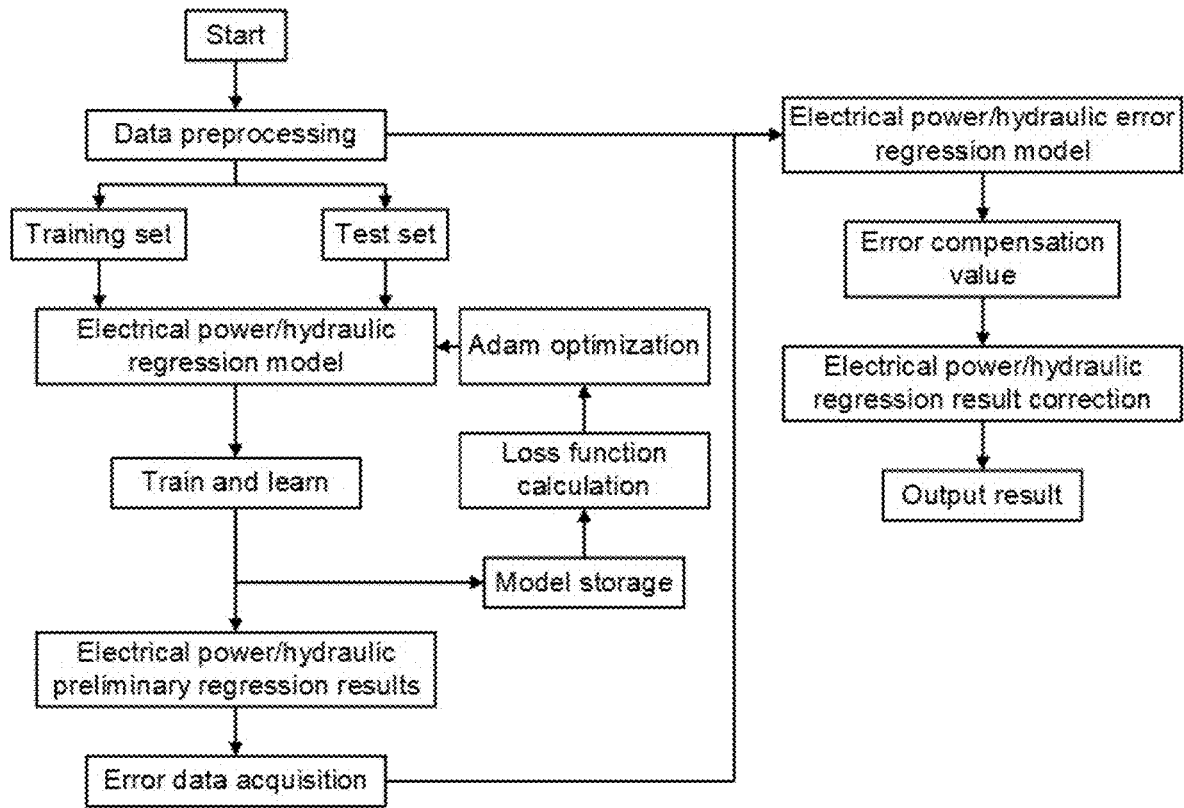 Start
Data preprocessing
Training set
Test set
Electrical power/hydraulic
regression model
Adam optimization
Train and learn
Loss function
calculation
Model storage
Electrical power/hydraulic
preliminary regression results
Error data acquisition
Electrical power/hydraulic error
regression model
Error compensation
value
Electrical power/hydraulic
regression result correction
Output result